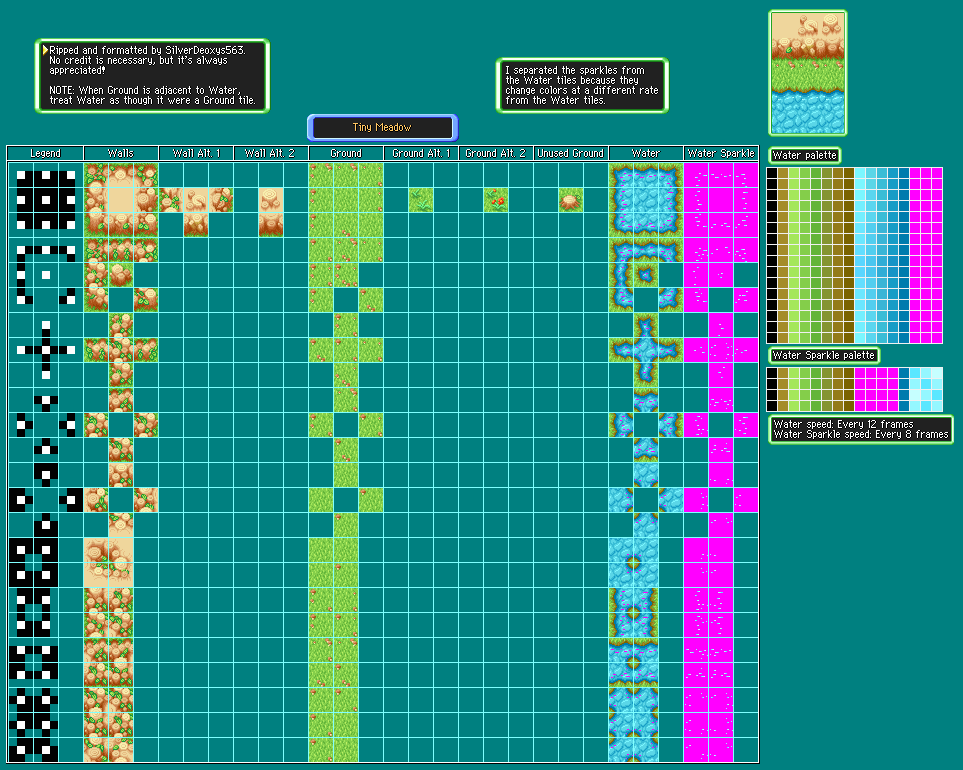 Ripped and formatted by SilverDeoxys563.
No credit is necessary, but it's always
appreciated!
NOTE: When Ground is adjacent to Water,
treat Water as though it were a Ground tile.
I separated the sparkles from
the Water tiles because they
change colors at a different rate
from the Water tiles.
Tiny Meadow
Legend
Walls
Wall Alt. 1
Wall Alt. 2
Ground
Ground Alt. 1
Ground Alt. 2
Unused Ground
Water
Water Sparkle
Water palette
Water Sparkle palette
Water speed: Every 12 frames
Water Sparkle speed: Every 8 frames